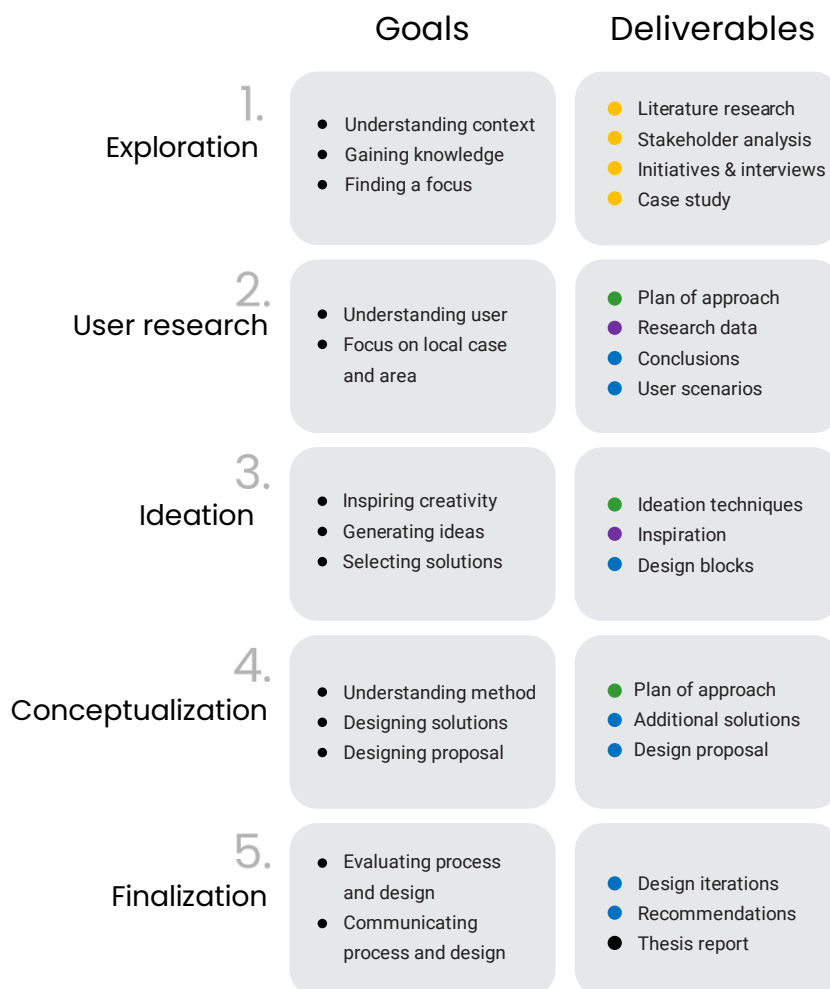 Goals
Deliverables
1.
Exploration
Understanding context
Gaining knowledge
Finding a focus
Literature research
Stakeholder analysis
Initiatives & interviews
Case study
2.
User research
Understanding user
Focus on local case
and area
Plan of approach
Research data
Conclusions
User scenarios
3.
Ideation
Inspiring creativity
Generating ideas
Selecting solutions
Ideation techniques
Inspiration
Design blocks
4.
Conceptualization
Understanding method
Designing solutions
Designing proposal
Plan of approach
Additional solutions
Design proposal
5.
Finalization
Evaluating process
and design
Communicating
process and design
Design iterations
Recommendations
Thesis report